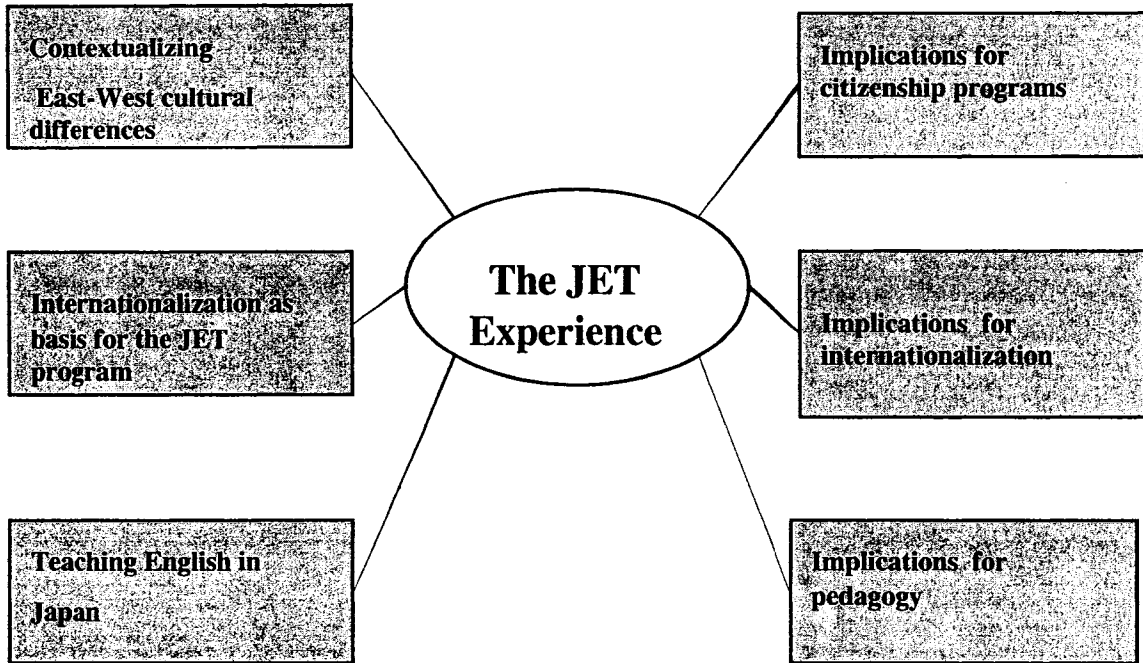 Contextualizing
East-West cultural
differences
Internationalization as
basis for the JET
program
Teaching English in
Japan
The JET
Experience
Implications for
citizenship programs
Implications for
internationalization
Implications for
pedagogy